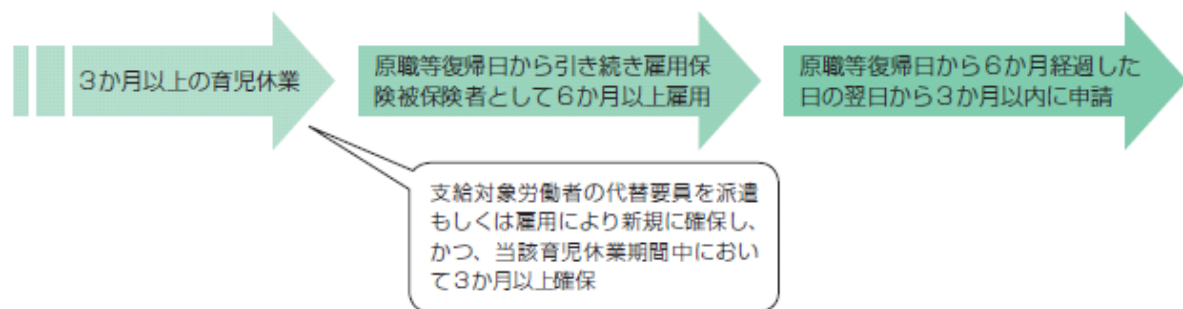 3か月以上の育児休業
原職等復帰日から引き続き雇用保
険被保険者として6か月以上雇用
原職等復帰日から6か月経過した
日の翌日から3か月以内に申請
支給対象労働者の代替要員を派遣
もしくは雇用により新規に確保し、
かつ、当該育児休業期間中におい
て3か月以上確保